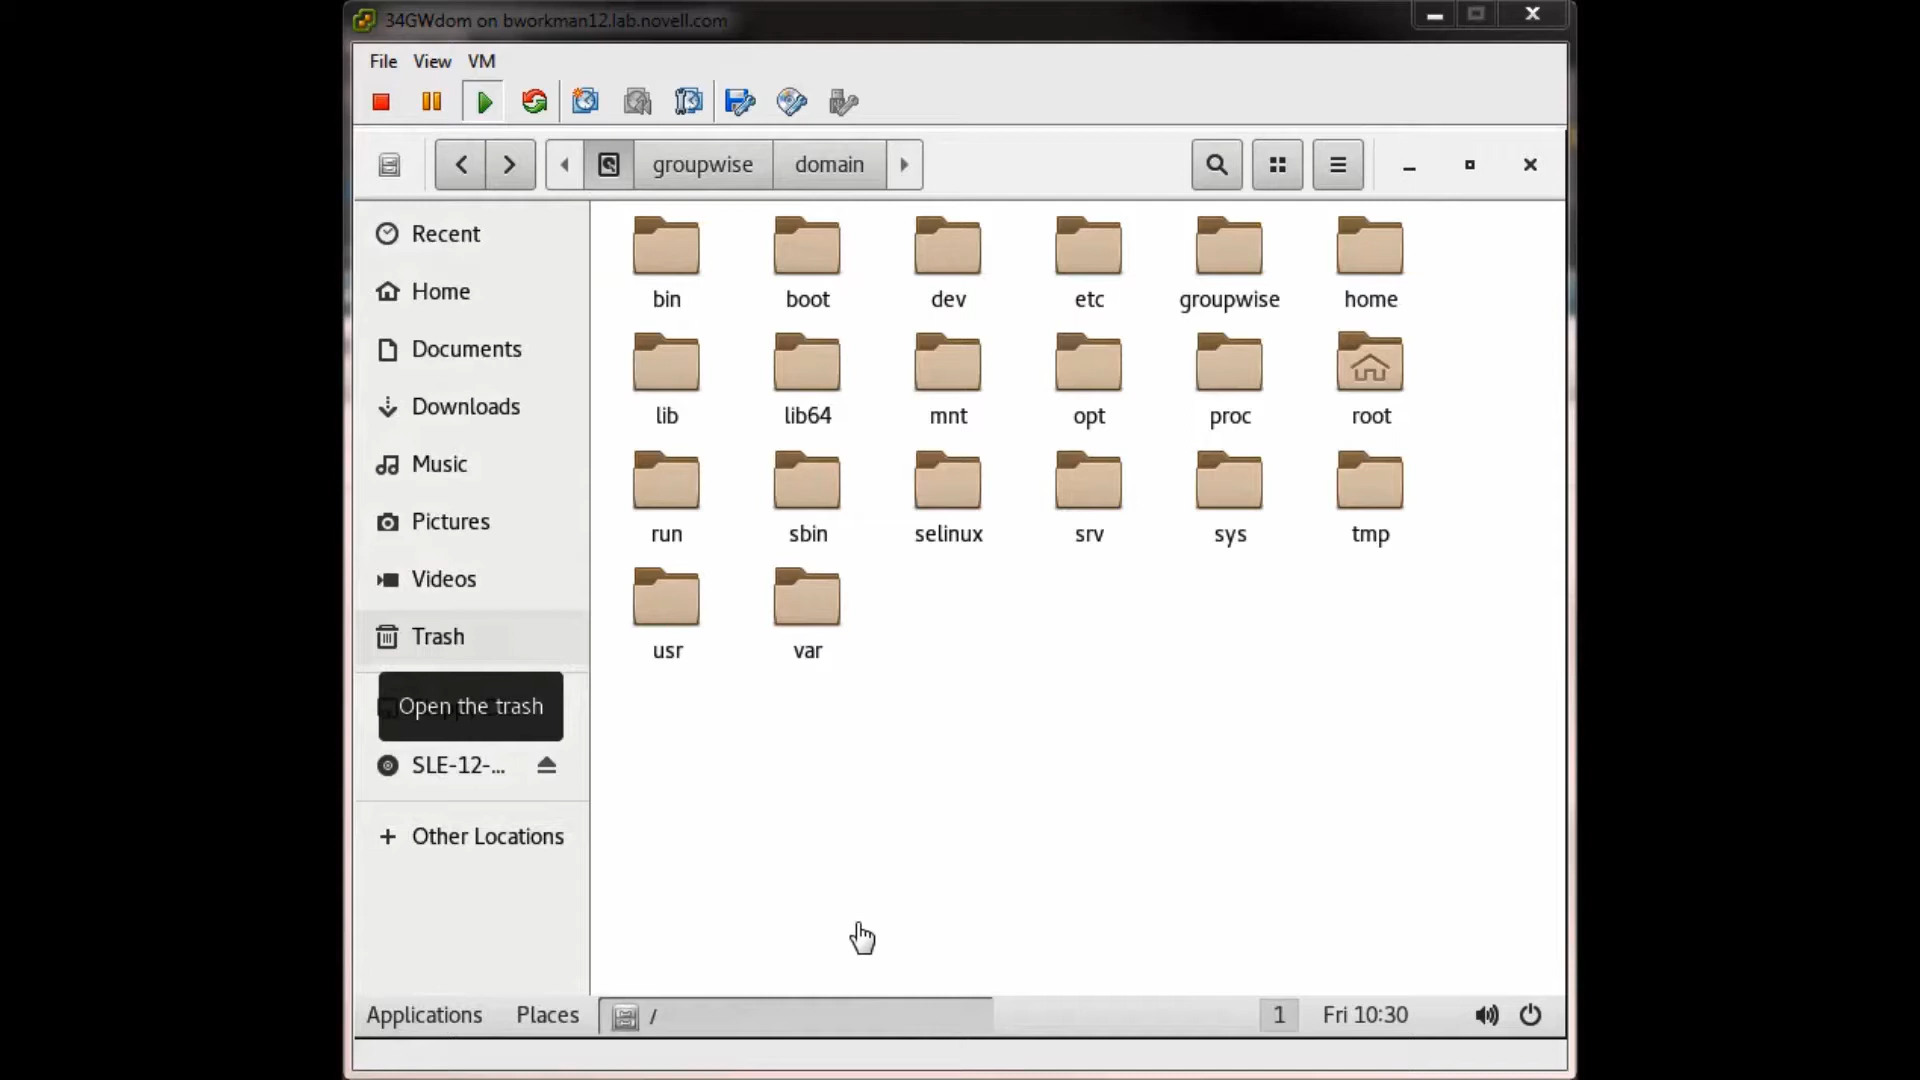 34GWdom on bworkman12.lab.novell.com
File View VM
groupwise domain
Recent
Home
Documents
Downloads
Music
Pictures
Videos
Trash
Open the trash
SLE-12-...
Other Locations
bin boot dev etc groupwise home
lib lib64 mnt opt proc root
run sbin selinux srv sys tmp
usr var
Applications Places / 1 Fri 10:30